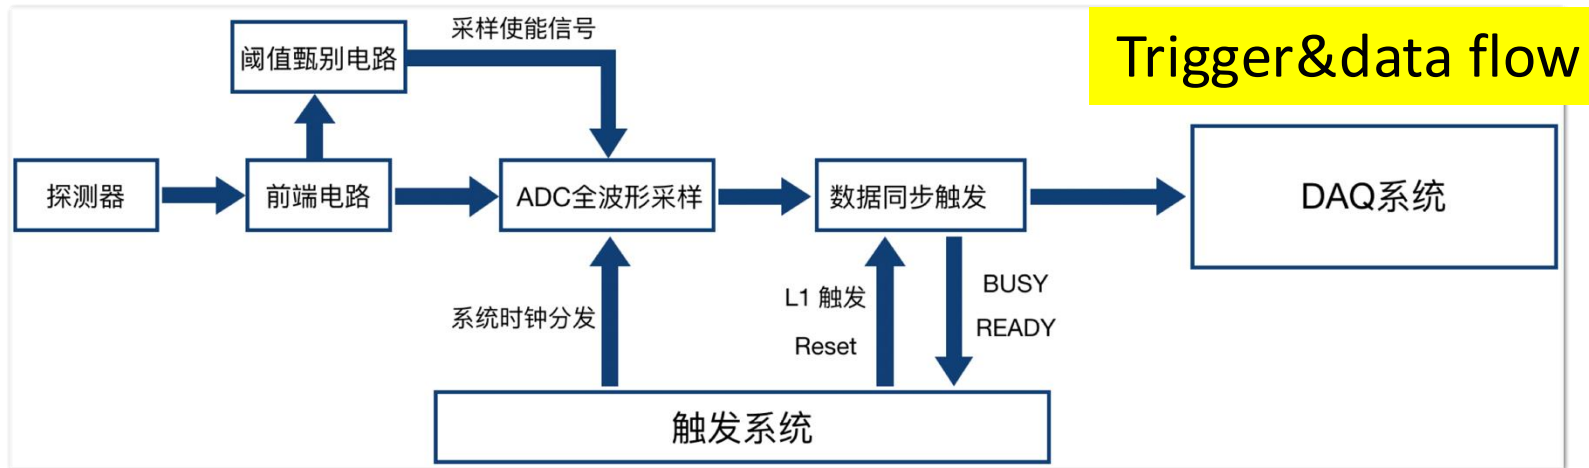 采样使能信号
Trigger&data flow
阈值甄别电路
探测器
前端电路
ADC全波形采样
数据同步触发
DAQ系统
系统时钟分发
L1 触发
Reset
BUSY
READY
触发系统